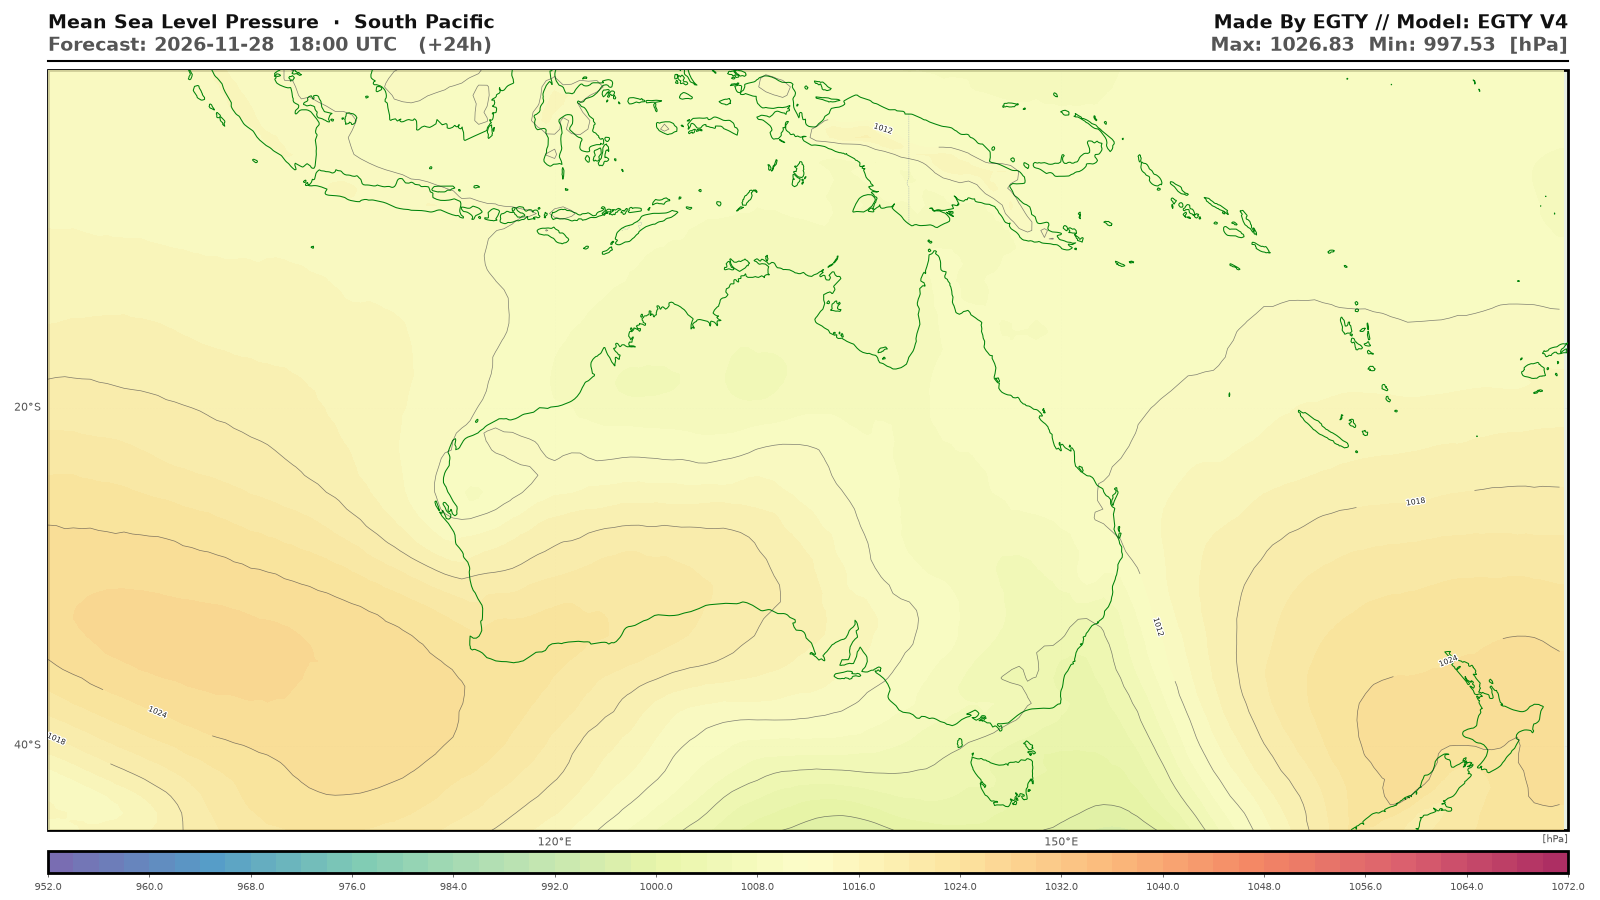 Mean Sea Level Pressure · South Pacific
Made By EGTY // Model: EGTY V4
Forecast: 2026-11-28 18:00 UTC (+24h)
Max: 1026.83 Min: 997.53 [hPa]
1012
20°S
1018
1012
1024
1024
1018
40°S
120°E
150°E
[hPa]
952.0
960.0
968.0
976.0
984.0
992.0
1000.0
1008.0
1016.0
1024.0
1032.0
1040.0
1048.0
1056.0
1064.0
1072.0